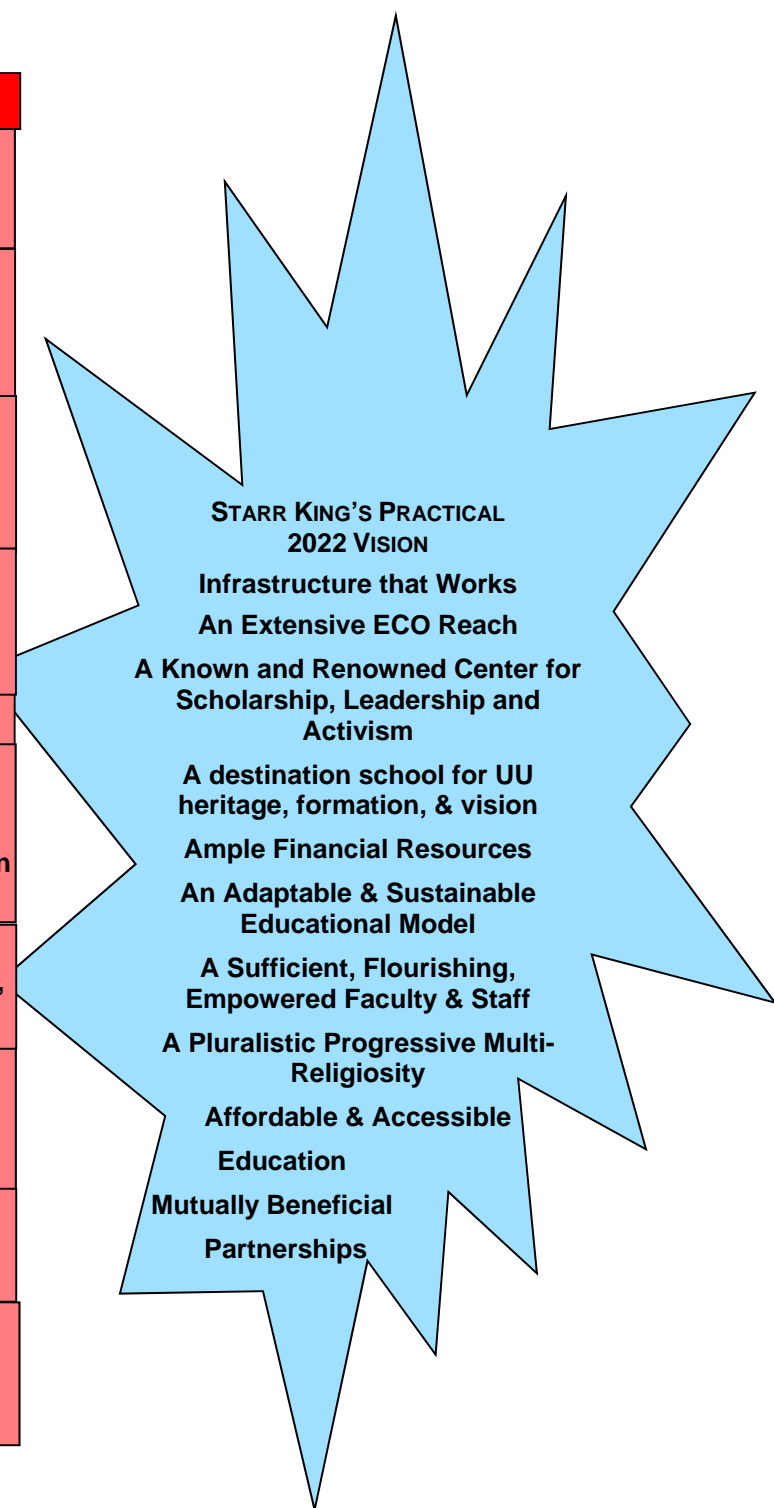 STARR KING’S PRACTICAL
2022 VISION
Infrastructure that Works
An Extensive ECO Reach
A Known and Renowned Center for
Scholarship, Leadership and
Activism
A destination school for UU
heritage, formation, & vision
Ample Financial Resources
n
An Adaptable & Sustainable
Educational Model
A Sufficient, Flourishing,
,
Empowered Faculty & Staff
A Pluralistic Progressive Multi-
Religiosity
Affordable & Accessible
Education
Mutually Beneficial
Partnerships